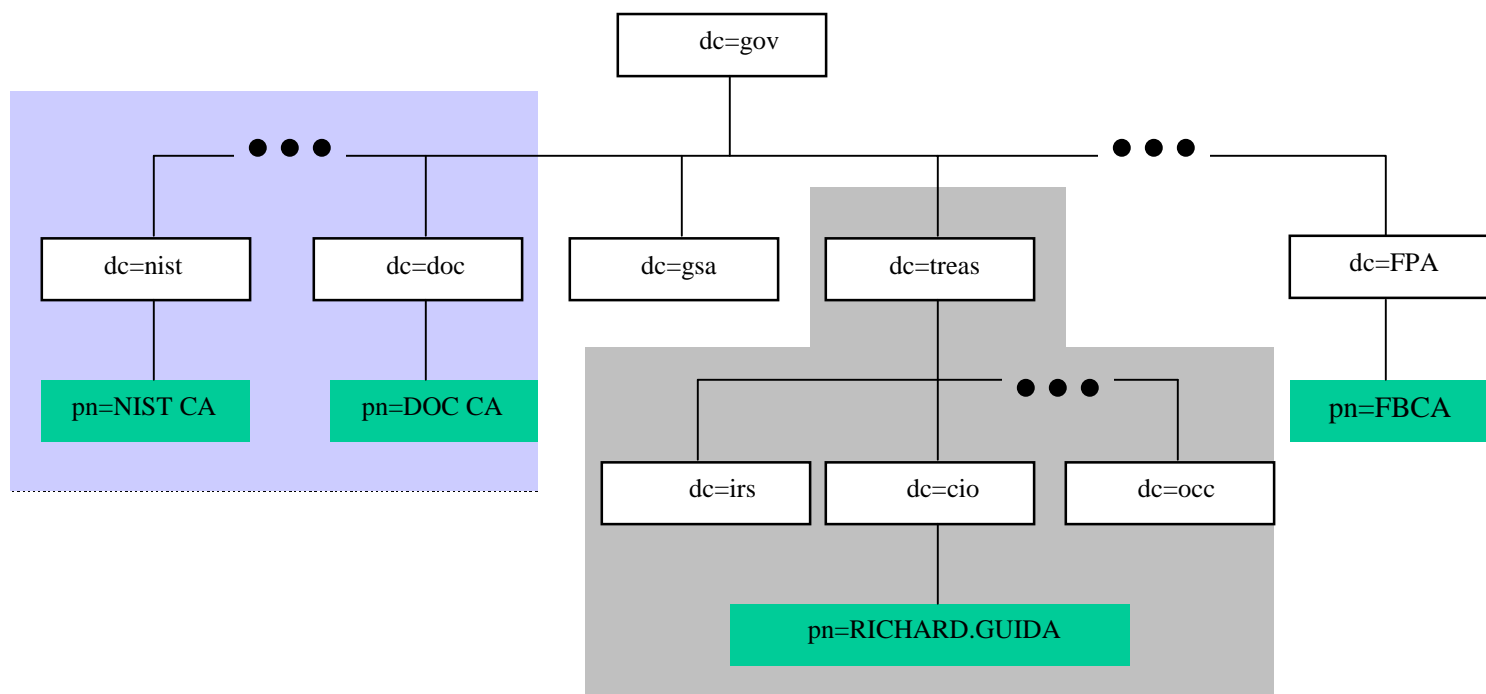 dc=gov
dc=nist
dc=doc
dc=gsa
dc=treas
dc=FPA
pn=NIST CA
pn=DOC CA
pn=FBCA
dc=irs
dc=cio
dc=occ
pn=RICHARD.GUIDA